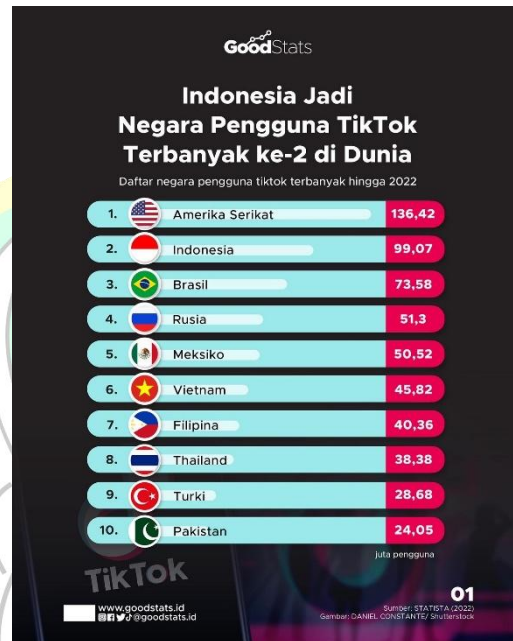 GoodStats
Indonesia Jadi
Negara Pengguna TikTok
Terbanyak ke-2 di Dunia
Daftar negara pengguna tiktok terbanyak hingga 2022
1. Amerika Serikat 136,42
2. Indonesia 99,07
3. Brasil 73,58
4. Rusia 51,3
5. Meksiko 50,52
6. Vietnam 45,82
7. Filipina 40,36
8. Thailand 38,38
9. Turki 28,68
10. Pakistan 24,05
juta pengguna
TikTok
01
www.goodstats.id
@goodstats.id
Sumber: STATISTA (2022)
Gambar: DANIEL CONSTANTE/ Shutterstock